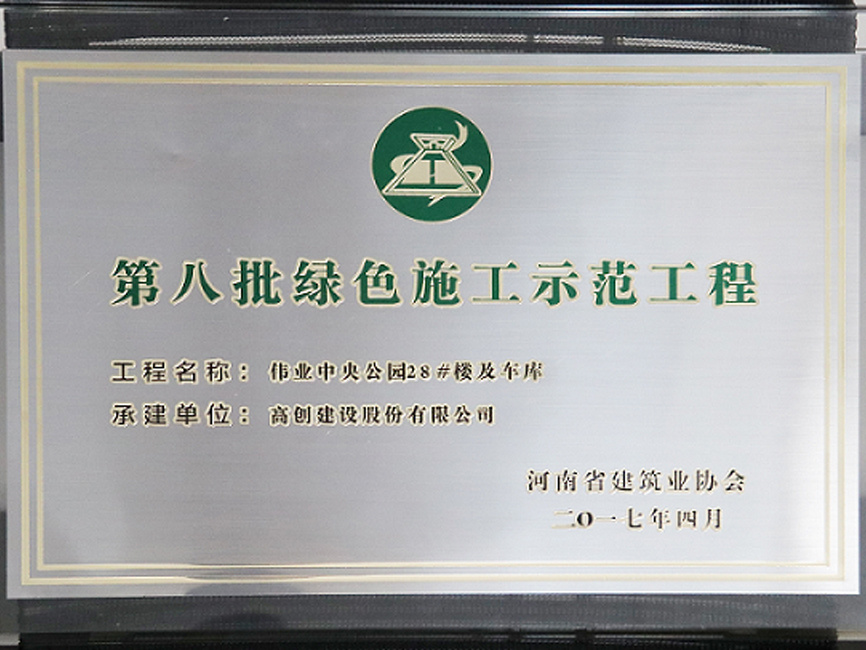 第八批绿色施工示范工程
工程名称：伟业中央公园28#楼及车库
承建单位：高创建设股份有限公司
河南省建筑业协会
二O一七年四月